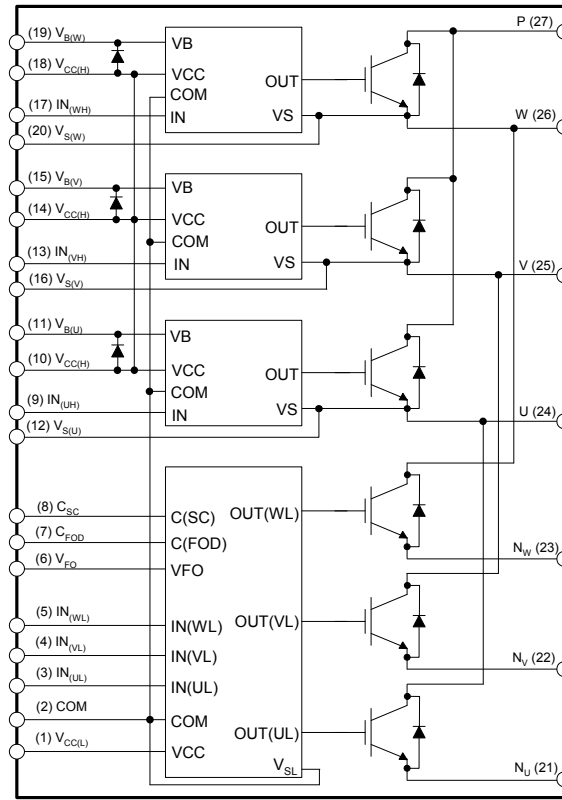 (19) VB(W)
(18) VCC(H)
(17) IN(WH)
(20) VS(W)
VB
VCC
COM
IN
OUT
VS
P (27)
W (26)
(15) VB(V)
(14) VCC(H)
(13) IN(VH)
(16) VS(V)
VB
VCC
COM
IN
OUT
VS
V (25)
(11) VB(U)
(10) VCC(H)
(9) IN(UH)
(12) VS(U)
VB
VCC
COM
IN
OUT
VS
U (24)
(8) CSC
(7) CFOD
(6) VFO
(5) IN(WL)
(4) IN(VL)
(3) IN(UL)
(2) COM
(1) VCC(L)
C(SC)
C(FOD)
VFO
IN(WL)
IN(VL)
IN(UL)
COM
VCC
OUT(WL)
OUT(VL)
OUT(UL)
VSL
NW (23)
NV (22)
NU (21)